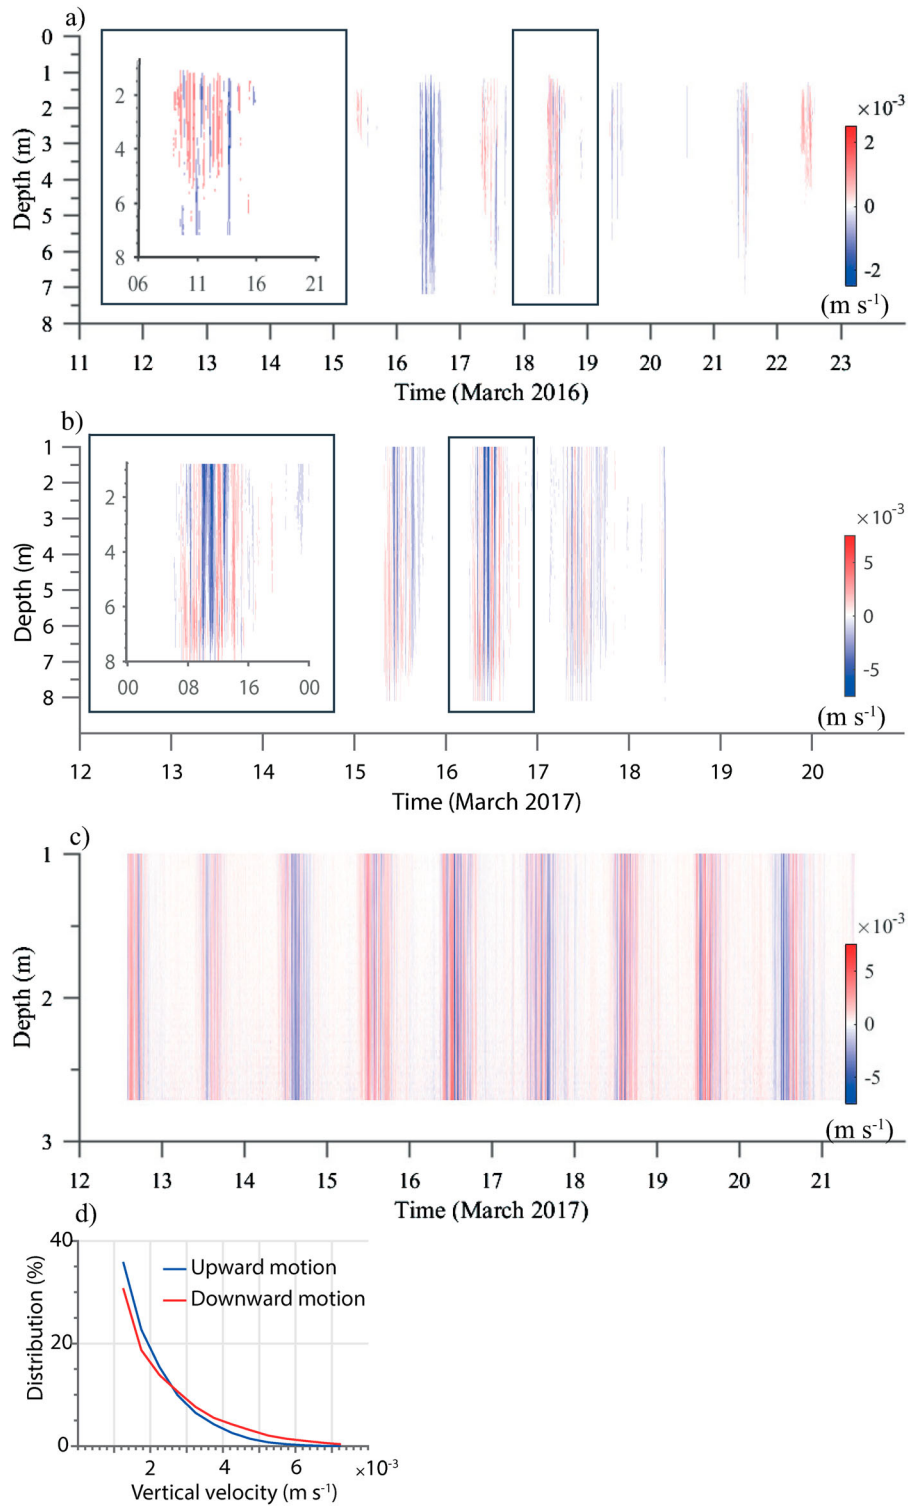 a)
0
1
2
3
4
5
6
7
8
Depth (m)
2
4
6
8
06 11 16 21
×10⁻³
2
0
-2
(m s⁻¹)
11 12 13 14 15 16 17 18 19 20 21 22 23
Time (March 2016)
b)
1
2
3
4
5
6
7
8
Depth (m)
2
4
6
8
00 08 16 00
×10⁻³
5
0
-5
(m s⁻¹)
12 13 14 15 16 17 18 19 20
Time (March 2017)
c)
1
2
3
Depth (m)
×10⁻³
5
0
-5
(m s⁻¹)
12 13 14 15 16 17 18 19 20 21
Time (March 2017)
d)
40
20
0
Distribution (%)
Upward motion
Downward motion
2 4 6 ×10⁻³
Vertical velocity (m s⁻¹)